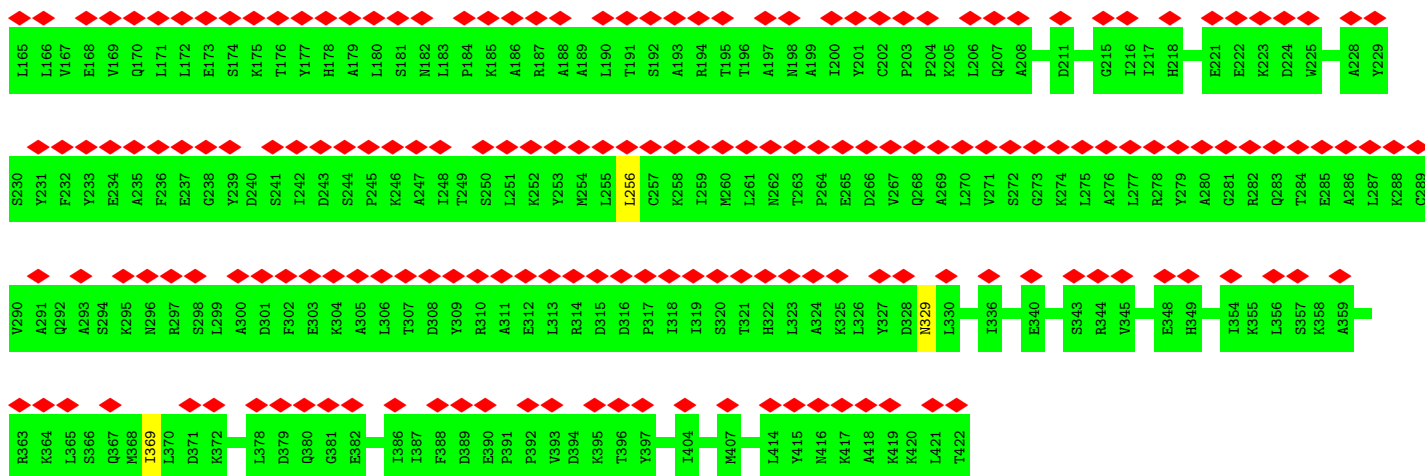 L165 L166 V167 E168 V169 Q170 L171 L172 E173 S174 K175 T176 Y177 H178 A179 L180 S181 N182 L183 P184 K185 A186 R187 A188 A189 L190 T191 S192 A193 R194 T195 T196 A197 N198 A199 I200 Y201 C202 P203 P204 K205 L206 Q207 A208 D211 G215 I216 I217 H218 E221 E222 K223 D224 W225 A228 Y229
S230 Y231 F232 Y233 E234 A235 F236 E237 G238 Y239 D240 S241 I242 D243 S244 P245 K246 A247 I248 T249 S250 L251 K252 Y253 M254 L255 L256 C257 K258 I259 M260 L261 N262 T263 P264 E265 D266 V267 Q268 A269 L270 V271 S272 G273 K274 L275 A276 L277 R278 Y279 A280 G281 R282 Q283 T284 E285 A286 L287 K288 C289
V290 A291 Q292 A293 S294 K295 N296 R297 S298 L299 A300 D301 F302 E303 K304 A305 L306 T307 D308 Y309 R310 A311 E312 L313 R314 D315 D316 P317 I318 I319 S320 T321 H322 L323 A324 K325 L326 Y327 D328 N329 L330 I336 E340 S343 R344 V345 E348 H349 I354 K355 L356 S357 K358 A359
R363 K364 L365 S366 Q367 M368 I369 L370 D371 K372 L378 D379 Q380 G381 E382 I386 I387 F388 D389 E390 P391 P392 V393 D394 K395 T396 Y397 I404 M407 L414 Y415 N416 K417 A418 K419 K420 L421 T422